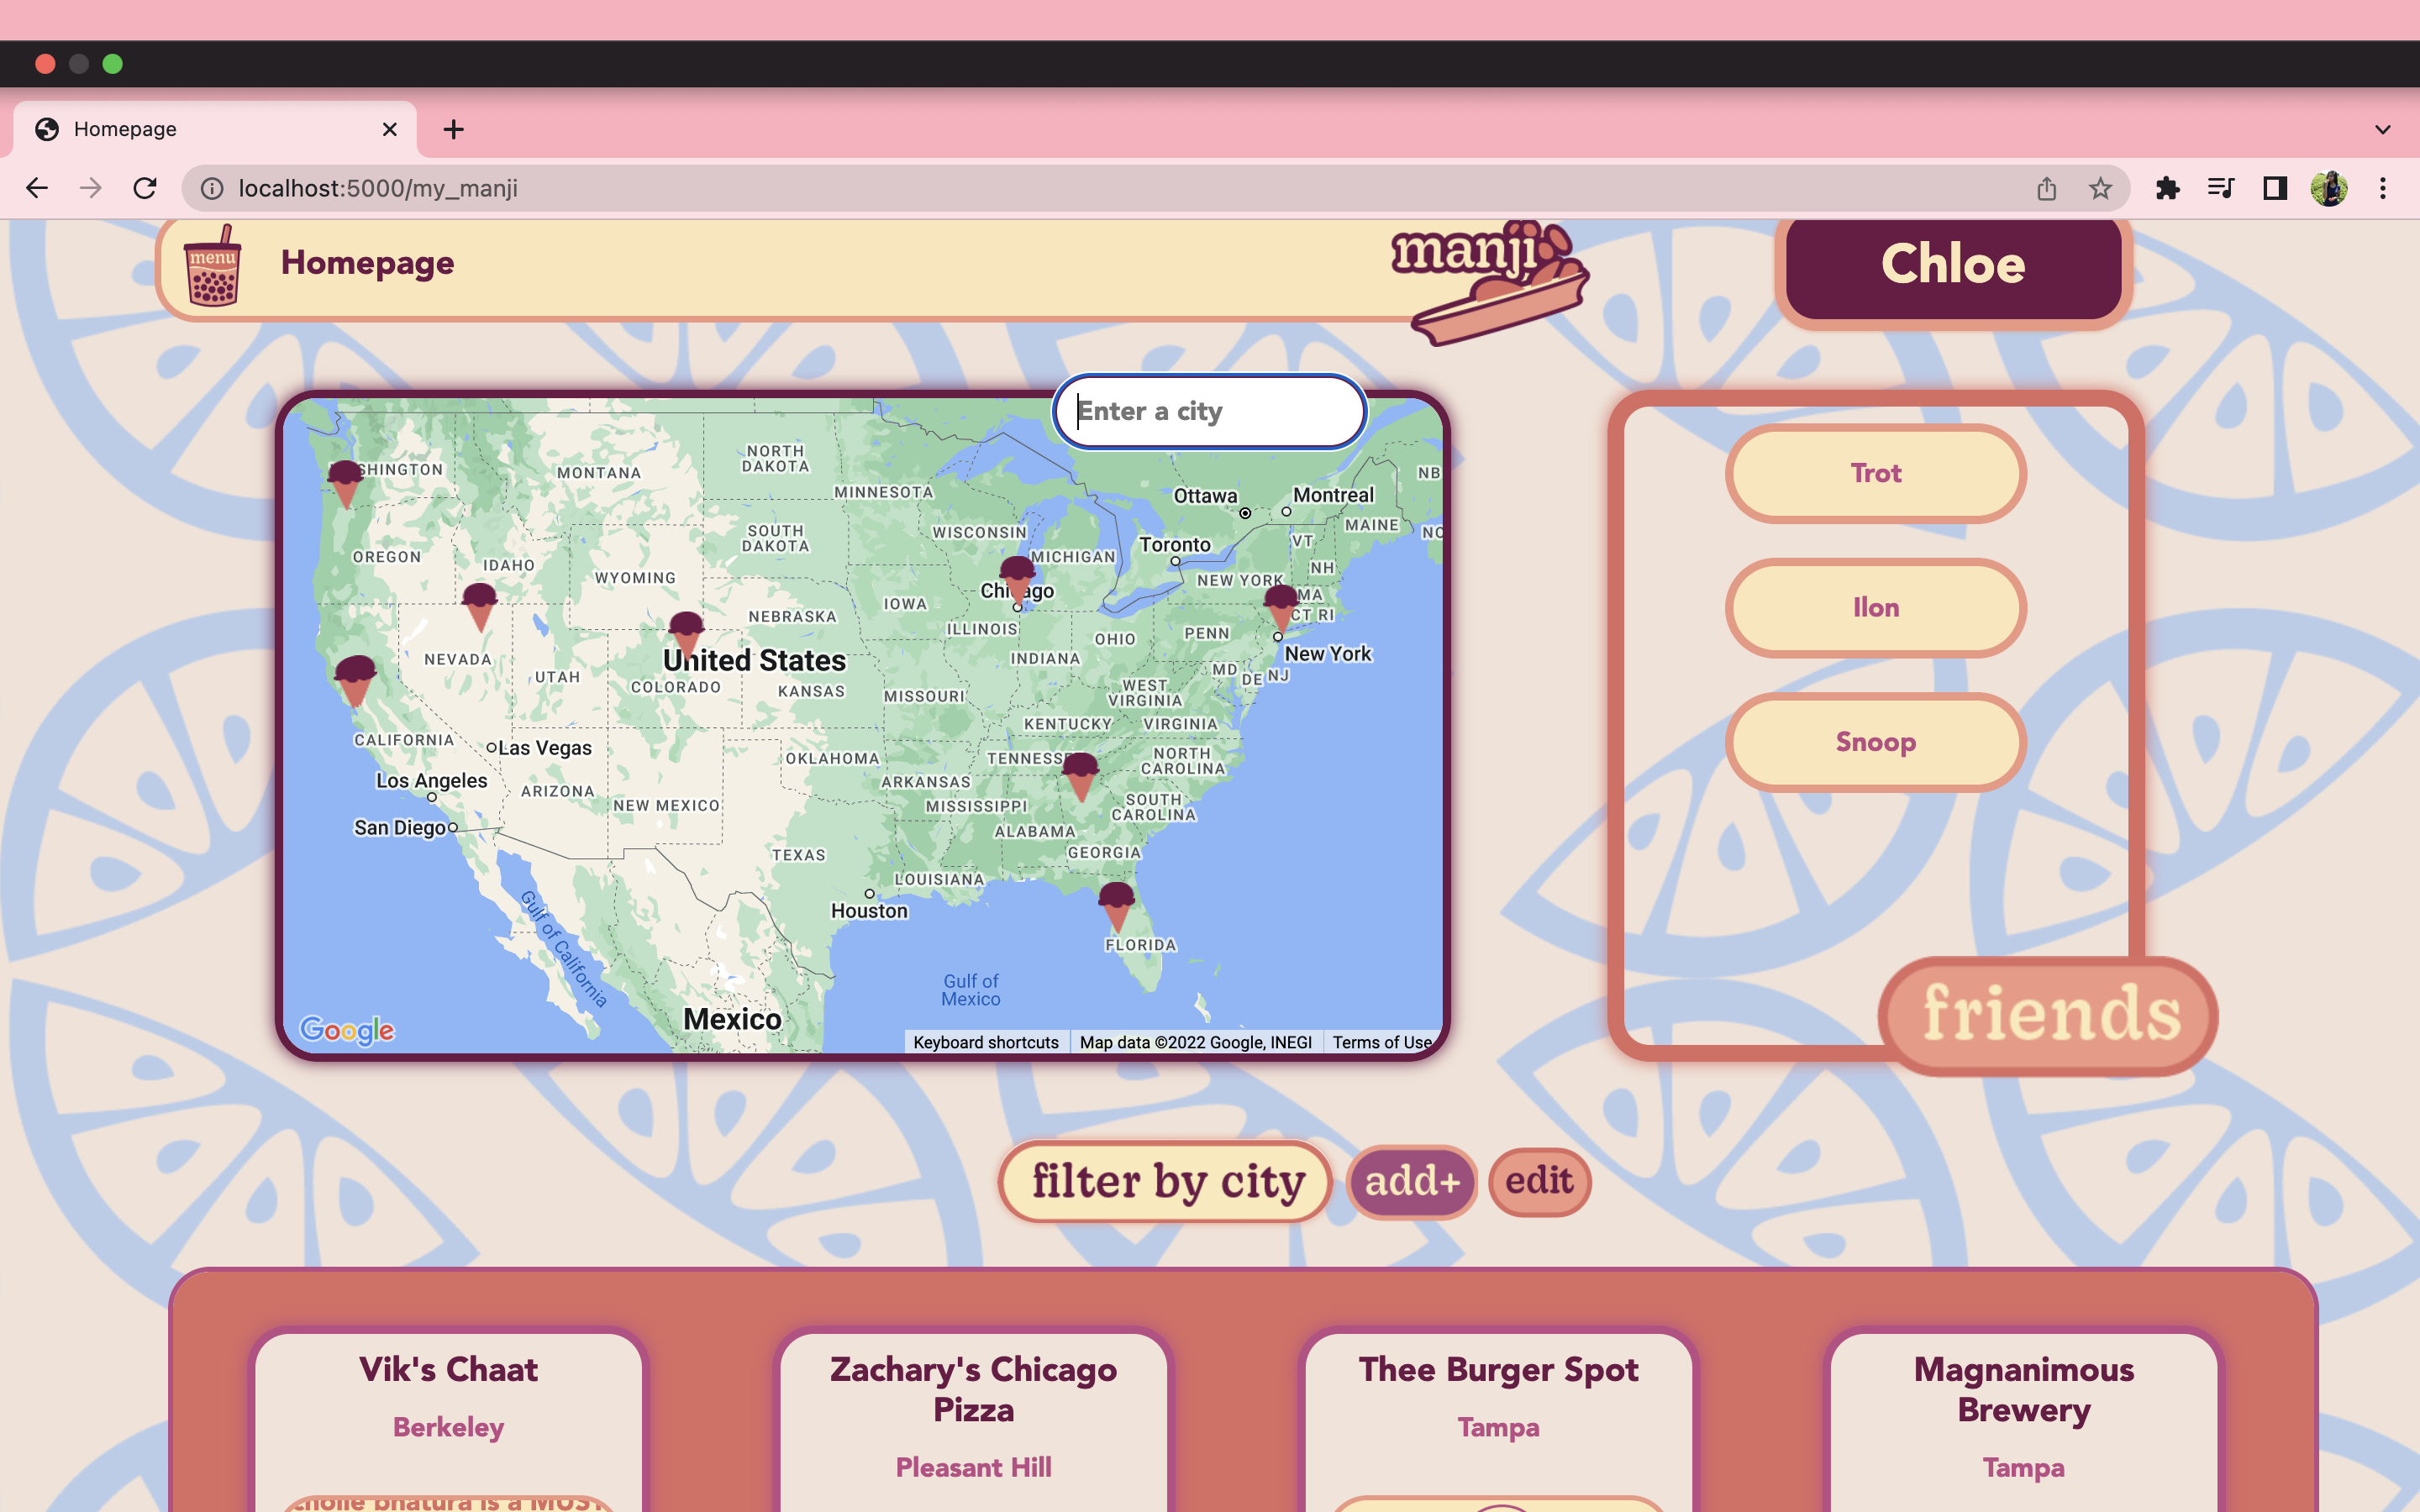 Homepage
localhost:5000/my_manji
menu
Homepage
manji
Chloe
Enter a city
WASHINGTON
MONTANA
NORTH
DAKOTA
MINNESOTA
Ottawa
Montreal
NB
OREGON
IDAHO
WYOMING
SOUTH
DAKOTA
WISCONSIN
MICHIGAN
Toronto
VT
MAINE
NH
NEW YORK
MA
CT RI
Chicago
IOWA
NEBRASKA
ILLINOIS
OHIO
PENN
New York
NEVADA
UTAH
United States
COLORADO
KANSAS
MISSOURI
INDIANA
WEST
VIRGINIA
MD
DE
NJ
KENTUCKY
VIRGINIA
CALIFORNIA
Las Vegas
OKLAHOMA
TENNESSEE
NORTH
CAROLINA
Los Angeles
ARIZONA
NEW MEXICO
ARKANSAS
MISSISSIPPI
SOUTH
CAROLINA
San Diego
ALABAMA
TEXAS
GEORGIA
LOUISIANA
Houston
Gulf of California
FLORIDA
Gulf of
Mexico
Mexico
Google
Keyboard shortcuts
Map data ©2022 Google, INEGI
Terms of Use
Trot
Ilon
Snoop
friends
filter by city
add+
edit
Vik's Chaat
Berkeley
Zachary's Chicago
Pizza
Pleasant Hill
Thee Burger Spot
Tampa
Magnanimous
Brewery
Tampa
bhatura is a MUST